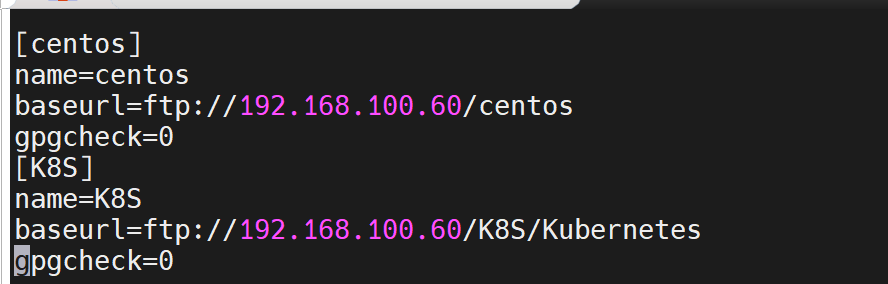 [centos]
name=centos
baseurl=ftp://192.168.100.60/centos
gpgcheck=0
[K8S]
name=K8S
baseurl=ftp://192.168.100.60/K8S/Kubernetes
gpgcheck=0